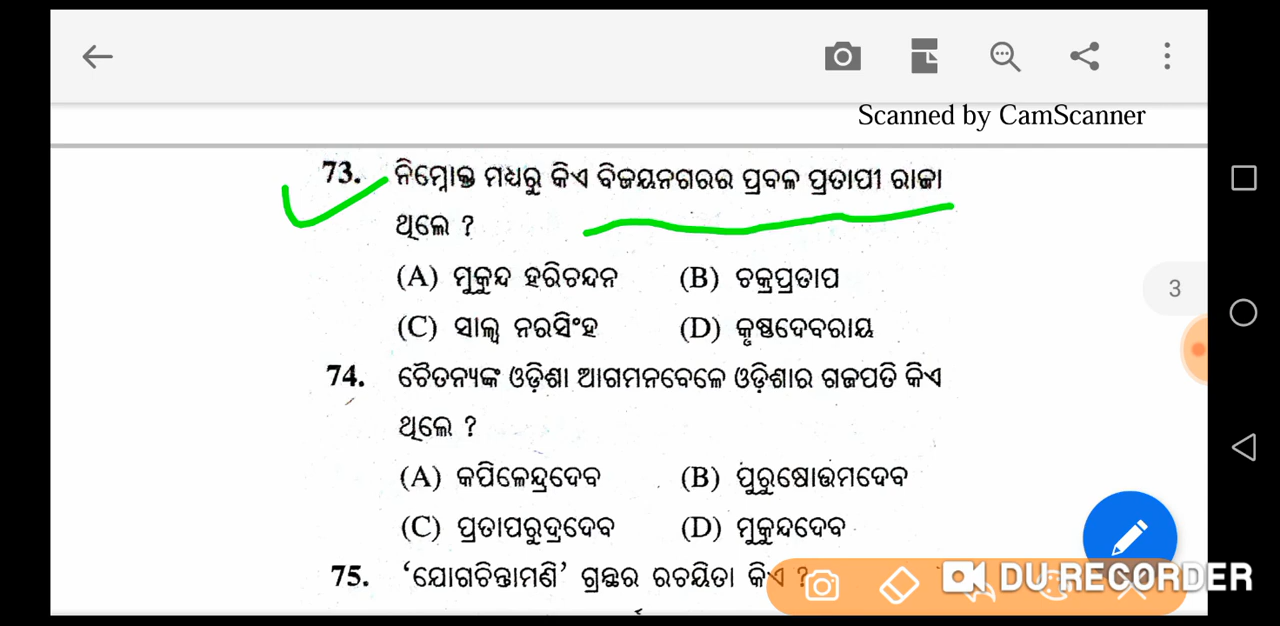 Scanned by CamScanner
73. ନିମ୍ନୋକ୍ତ ମଧ୍ୟରୁ କିଏ ବିଜୟନଗରର ପ୍ରବଳ ପ୍ରତାପୀ ରାଜା
ଥିଲେ ?
(A) ମୁକୁନ୍ଦ ହରିଚନ୍ଦନ (B) ଚକ୍ରପ୍ରତାପ
(C) ସାଲ୍ୱ ନରସିଂହ (D) କୃଷ୍ଣଦେବରାୟ
3
74. ଚୈତନ୍ୟଙ୍କ ଓଡ଼ିଶା ଆଗମନବେଳେ ଓଡ଼ିଶାର ଗଜପତି କିଏ
ଥିଲେ ?
(A) କପିଳେନ୍ଦ୍ରଦେବ (B) ପୁରୁଷୋତ୍ତମଦେବ
(C) ପ୍ରତାପରୁଦ୍ରଦେବ (D) ମୁକୁନ୍ଦଦେବ
75. ‘ଯୋଗଚିନ୍ତାମଣି’ ଗ୍ରନ୍ଥର ରଚୟିତା କିଏ ?
DU RECORDER